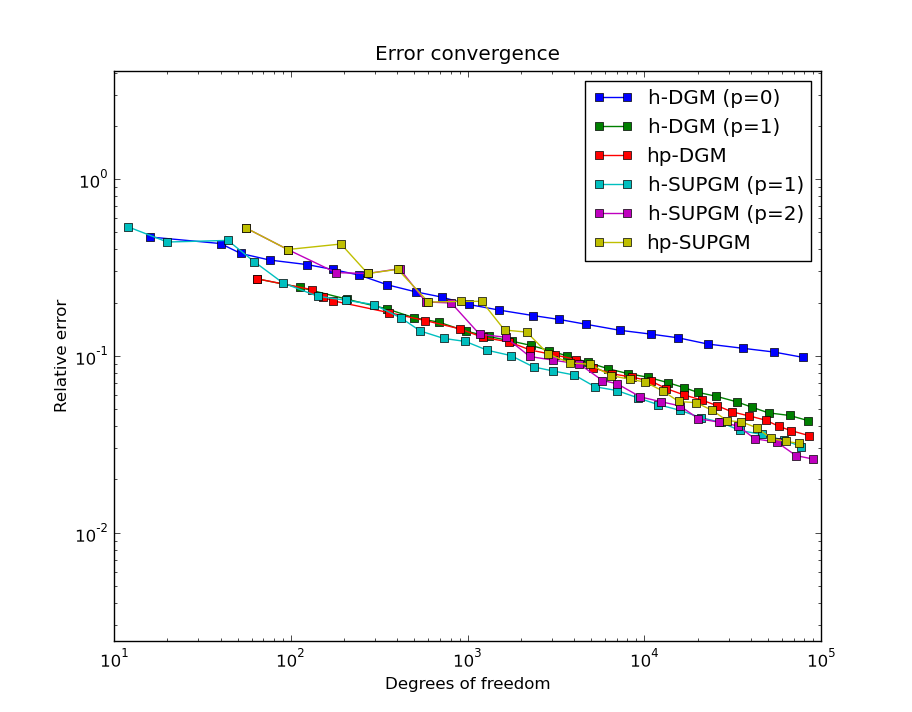 Error convergence
h-DGM (p=0)
h-DGM (p=1)
hp-DGM
h-SUPGM (p=1)
h-SUPGM (p=2)
hp-SUPGM
Relative error
10^0
10^-1
10^-2
10^1 10^2 10^3 10^4 10^5
Degrees of freedom